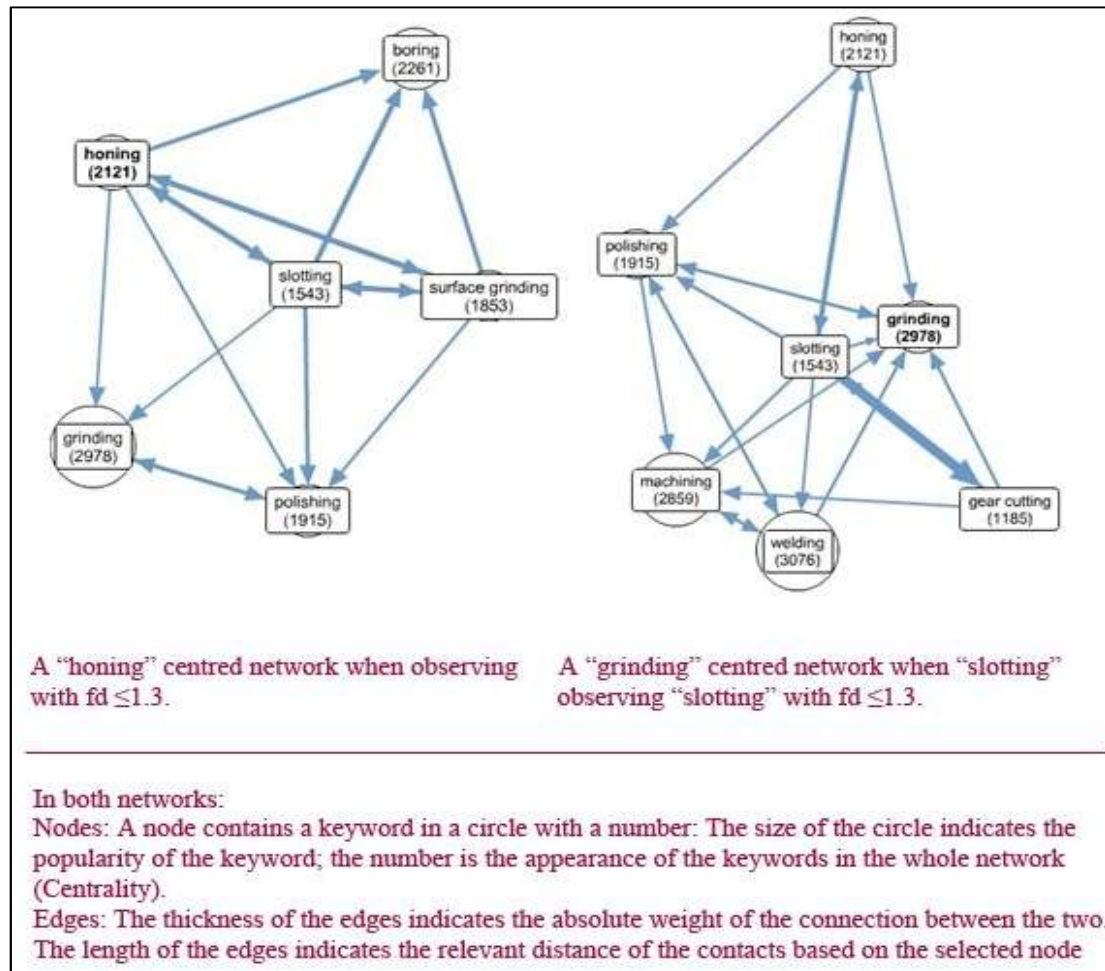 boring
(2261)
honing
(2121)
slotting
(1543)
surface grinding
(1853)
grinding
(2978)
polishing
(1915)
honing
(2121)
polishing
(1915)
grinding
(2978)
slotting
(1543)
machining
(2859)
gear cutting
(1185)
welding
(3076)
A “honing” centred network when observing
with fd ≤1.3.
A “grinding” centred network when “slotting”
observing “slotting” with fd ≤1.3.
In both networks:
Nodes: A node contains a keyword in a circle with a number: The size of the circle indicates the
popularity of the keyword; the number is the appearance of the keywords in the whole network
(Centrality).
Edges: The thickness of the edges indicates the absolute weight of the connection between the two.
The length of the edges indicates the relevant distance of the contacts based on the selected node